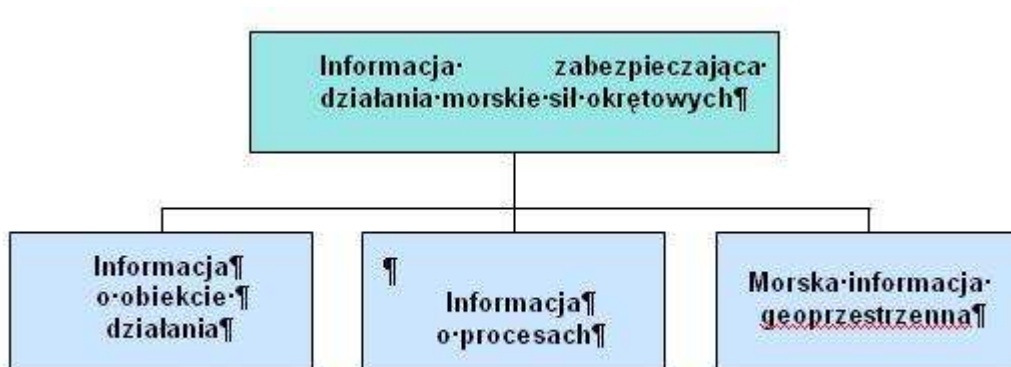 Informacja· zabezpieczająca·
działania·morskie·sił·okrętowych¶
Informacja¶
o·obiekcie·¶
działania¶
¶
Informacja¶
o·procesach¶
Morska·informacja·
geoprzestrzenna¶